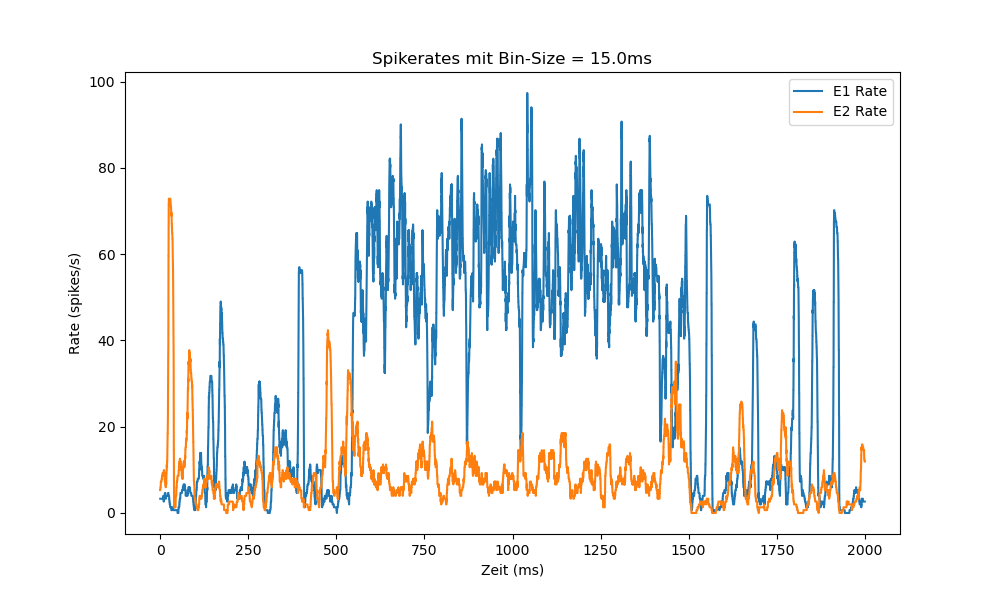 Spikerates mit Bin-Size = 15.0ms
E1 Rate
E2 Rate
Rate (spikes/s)
100
80
60
40
20
0
0 250 500 750 1000 1250 1500 1750 2000
Zeit (ms)